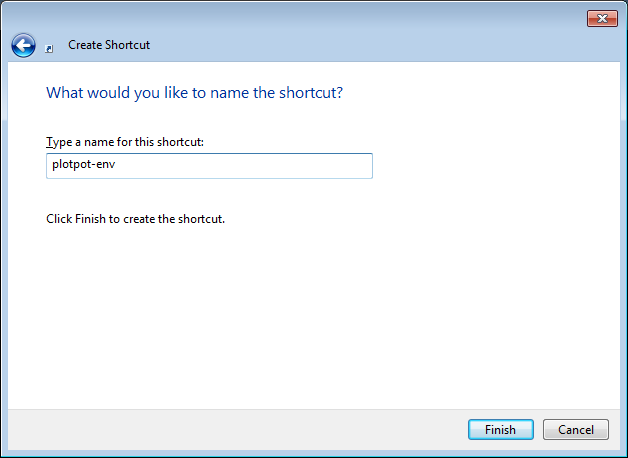 Create Shortcut
What would you like to name the shortcut?
Type a name for this shortcut:
plotpot-env
Click Finish to create the shortcut.
Finish
Cancel